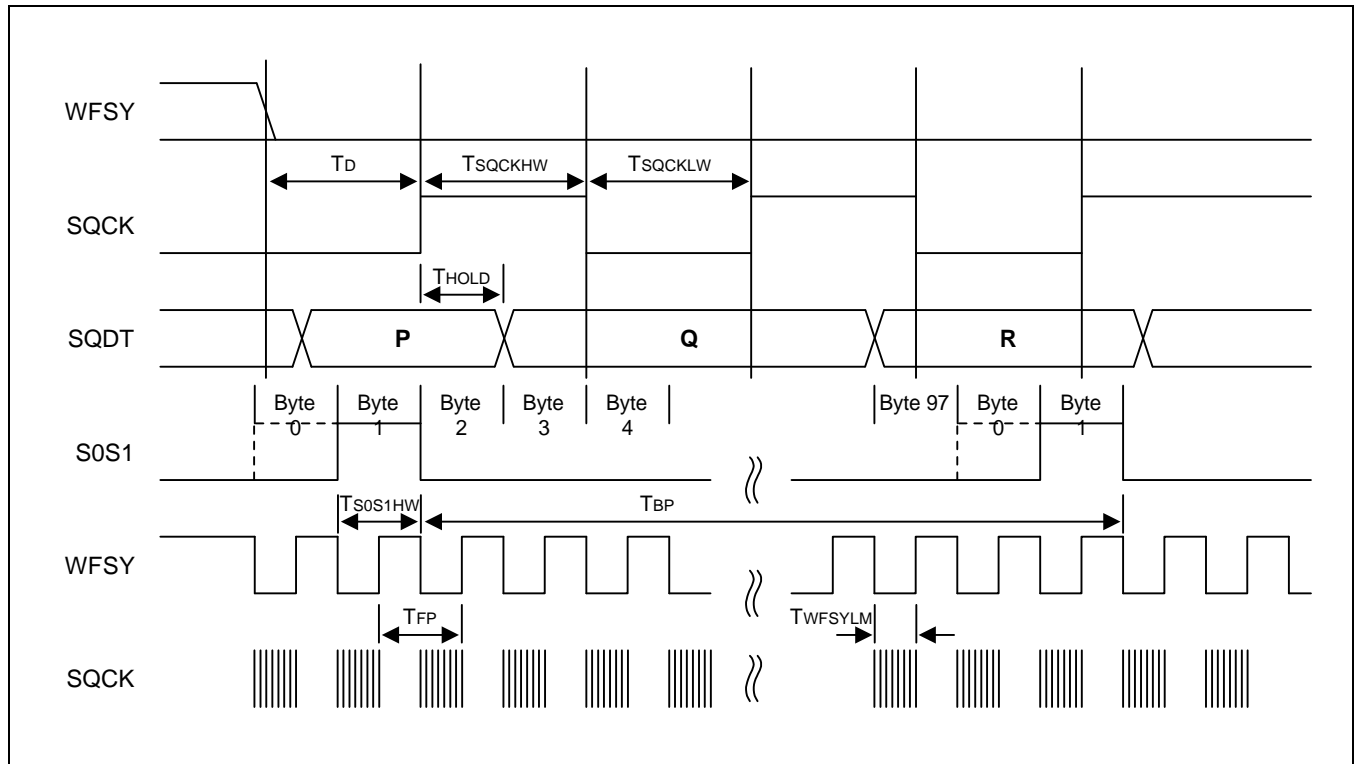 WFSY
TD TSQCKHW TSQCKLW
SQCK
THOLD
SQDT P Q R
Byte 0 Byte 1 Byte 2 Byte 3 Byte 4 Byte 97 Byte 0 Byte 1
S0S1
TS0S1HW TBP
WFSY
TFP TWFSYLM
SQCK